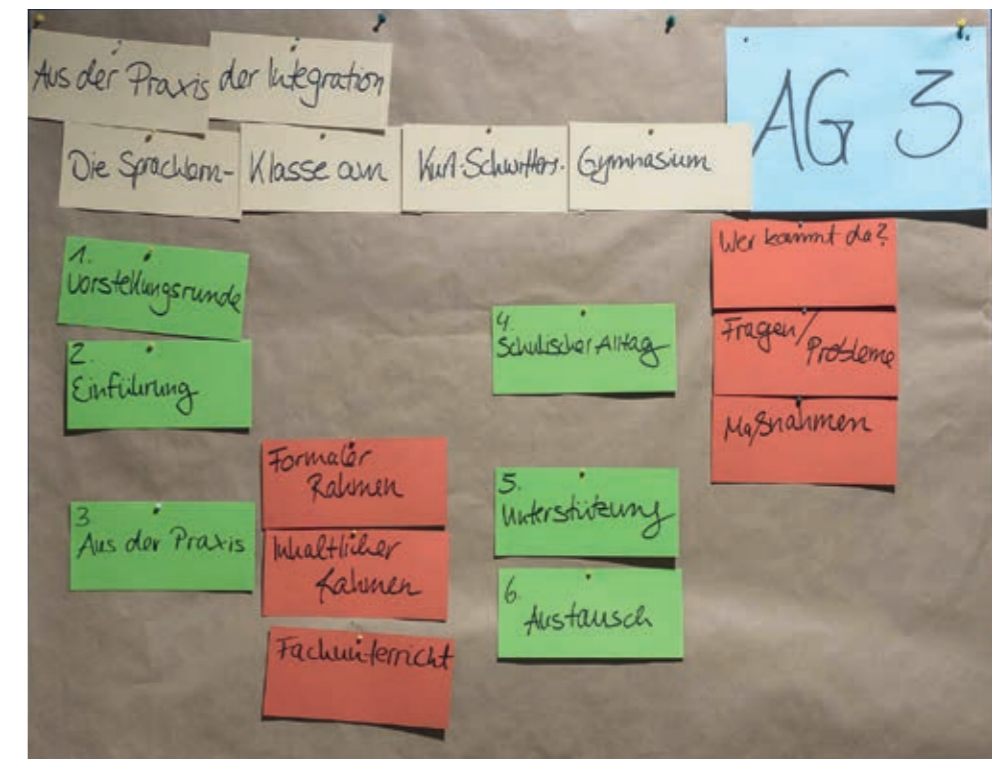 Aus der Praxis der Integration
Die Sprachlern- Klasse am Kurt-Schwitters- Gymnasium
AG 3
1.
Vorstellungsrunde
2.
Einführung
3.
Aus der Praxis
Formaler
Rahmen
Inhaltlicher
Rahmen
Fachunterricht
4.
Schulischer Alltag
Wer kommt da?
Fragen/
Probleme
Maßnahmen
5.
Unterstützung
6.
Austausch